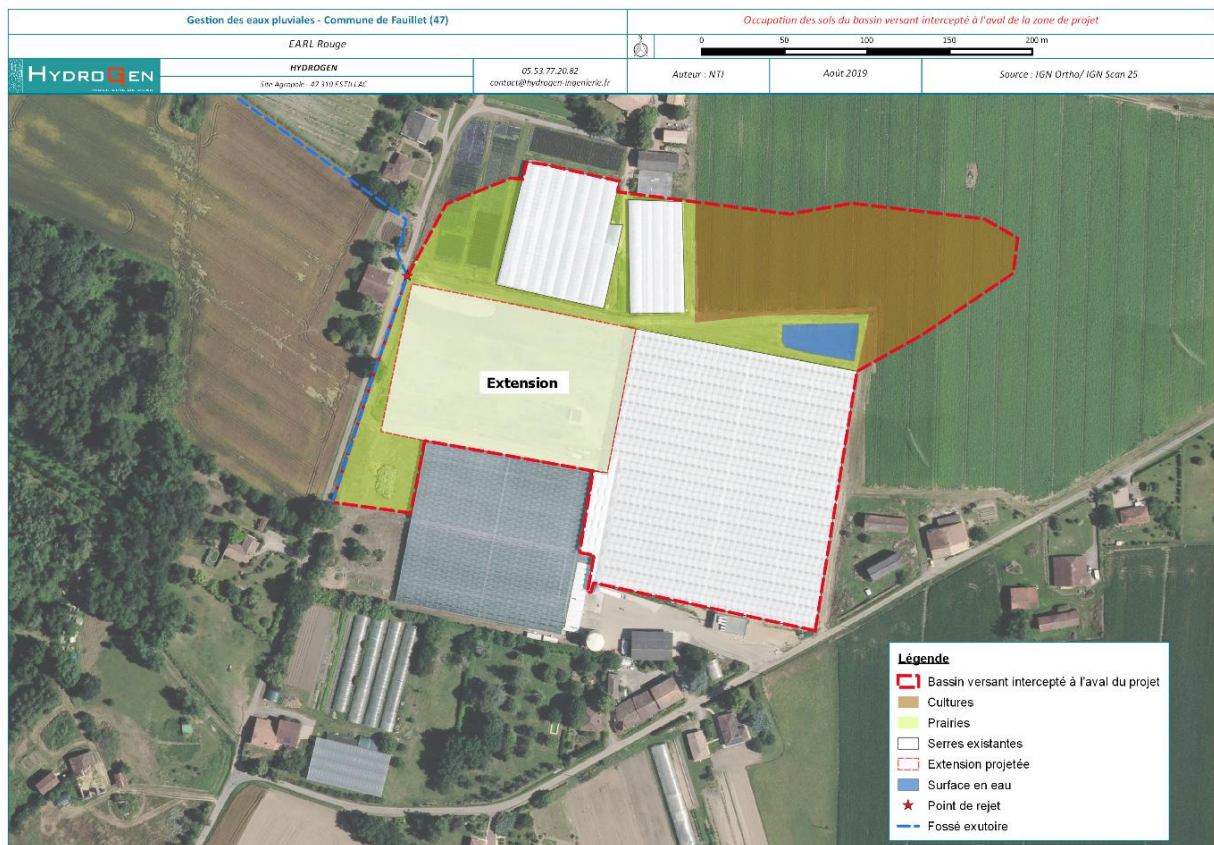 Gestion des eaux pluviales - Commune de Fauillet (47)
Occupation des sols du bassin versant intercepté à l'aval de la zone de projet
EARL Rouge
N
0 50 100 150 200 m
HYDROGEN
HYDROGEN
Site Agropole - 47 310 ESTILLAC
05.53.77.20.82
contact@hydrogen-ingenierie.fr
Auteur : NTI
Août 2019
Source : IGN Ortho/ IGN Scan 25
Extension
Légende
Bassin versant intercepté à l'aval du projet
Cultures
Prairies
Serres existantes
Extension projetée
Surface en eau
Point de rejet
Fossé exutoire